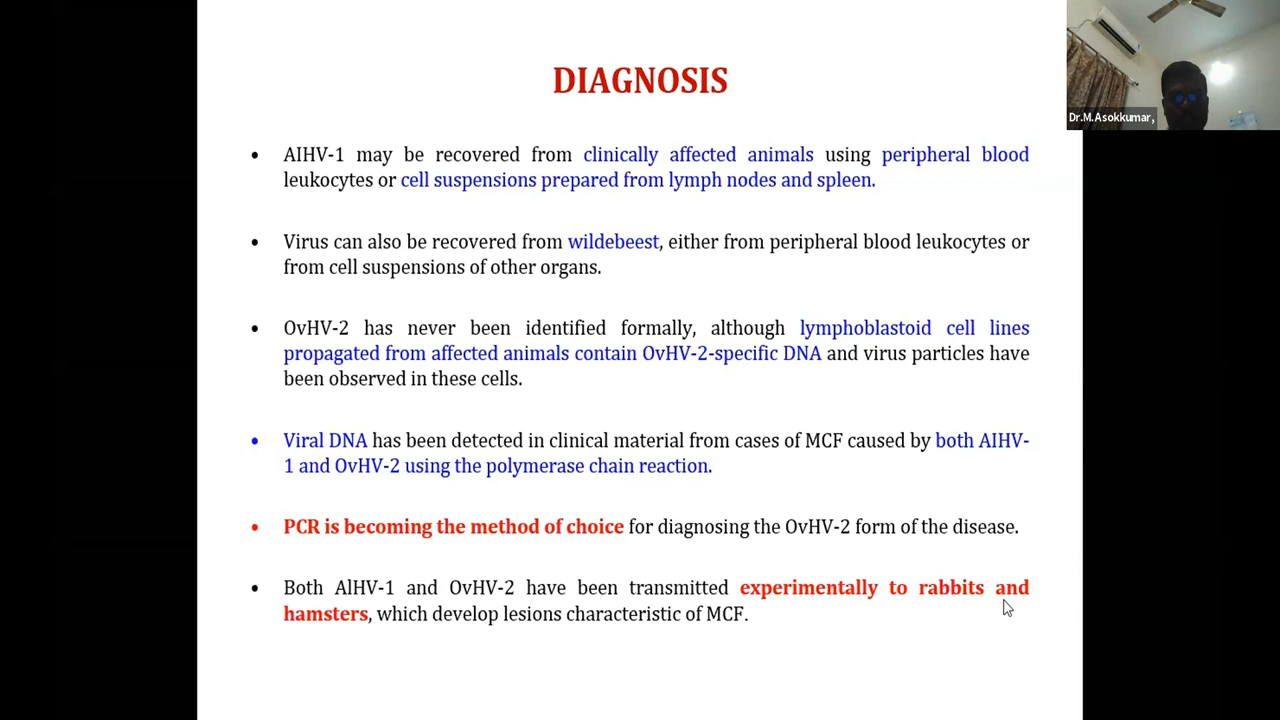 DIAGNOSIS
Dr.M.Asokkumar,
• AIHV-1 may be recovered from clinically affected animals using peripheral blood
leukocytes or cell suspensions prepared from lymph nodes and spleen.
• Virus can also be recovered from wildebeest, either from peripheral blood leukocytes or
from cell suspensions of other organs.
• OvHV-2 has never been identified formally, although lymphoblastoid cell lines
propagated from affected animals contain OvHV-2-specific DNA and virus particles have
been observed in these cells.
• Viral DNA has been detected in clinical material from cases of MCF caused by both AIHV-
1 and OvHV-2 using the polymerase chain reaction.
• PCR is becoming the method of choice for diagnosing the OvHV-2 form of the disease.
• Both AlHV-1 and OvHV-2 have been transmitted experimentally to rabbits and
hamsters, which develop lesions characteristic of MCF.